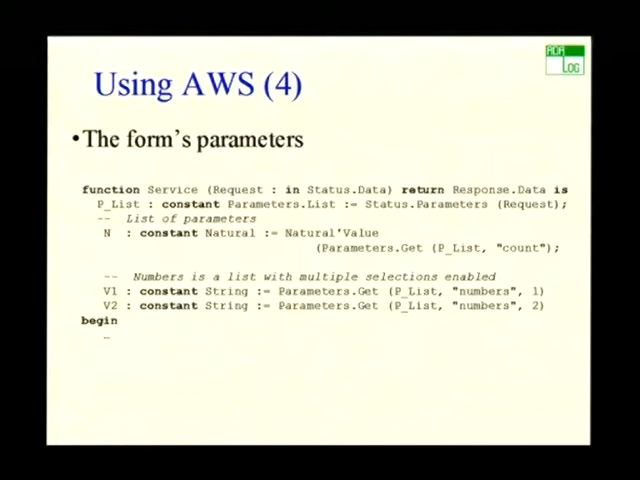 ADA
LOG
Using AWS (4)
•The form's parameters
function Service (Request : in Status.Data) return Response.Data is
P_List : constant Parameters.List := Status.Parameters (Request);
-- List of parameters
N : constant Natural := Natural'Value
(Parameters.Get (P_List, "count");
-- Numbers is a list with multiple selections enabled
V1 : constant String := Parameters.Get (P_List, "numbers", 1)
V2 : constant String := Parameters.Get (P_List, "numbers", 2)
begin
…